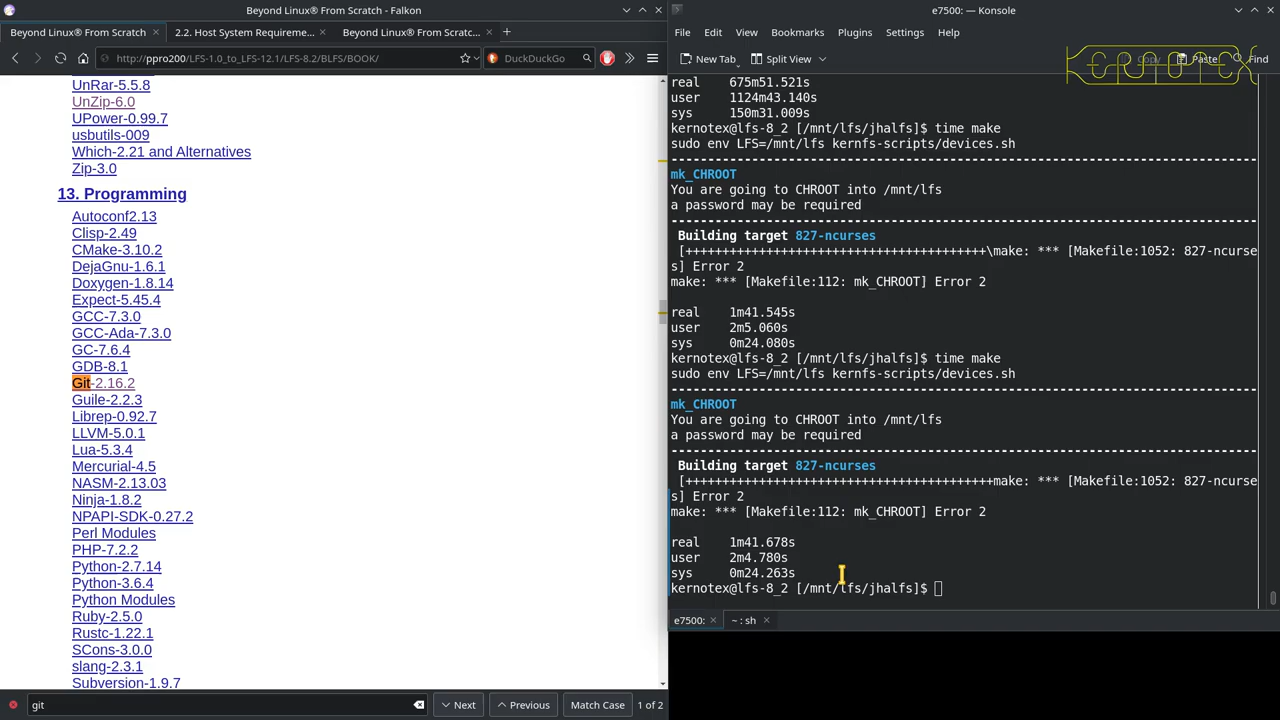 Beyond Linux® From Scratch - Falkon
Beyond Linux® From Scratch
2.2. Host System Requireme...
Beyond Linux® From Scratc...
http://ppro200/LFS-1.0_to_LFS-12.1/LFS-8.2/BLFS/BOOK/
DuckDuckGo
UnRar-5.5.8
UnZip-6.0
UPower-0.99.7
usbutils-009
Which-2.21 and Alternatives
Zip-3.0
13. Programming
Autoconf2.13
Clisp-2.49
CMake-3.10.2
DejaGnu-1.6.1
Doxygen-1.8.14
Expect-5.45.4
GCC-7.3.0
GCC-Ada-7.3.0
GC-7.6.4
GDB-8.1
Git-2.16.2
Guile-2.2.3
Librep-0.92.7
LLVM-5.0.1
Lua-5.3.4
Mercurial-4.5
NASM-2.13.03
Ninja-1.8.2
NPAPI-SDK-0.27.2
Perl Modules
PHP-7.2.2
Python-2.7.14
Python-3.6.4
Python Modules
Ruby-2.5.0
Rustc-1.22.1
SCons-3.0.0
slang-2.3.1
Subversion-1.9.7
git
Next
Previous
Match Case
1 of 2
e7500: — Konsole
File Edit View Bookmarks Plugins Settings Help
New Tab
Split View
Copy
Paste
Find
KERNOTEX
real 675m51.521s
user 1124m43.140s
sys 150m31.009s
kernotex@lfs-8_2 [/mnt/lfs/jhalfs]$ time make
sudo env LFS=/mnt/lfs kernfs-scripts/devices.sh
--------------------------------------------------------------------------------
mk_CHROOT
You are going to CHROOT into /mnt/lfs
a password may be required
--------------------------------------------------------------------------------
Building target 827-ncurses
[+++++++++++++++++++++++++++++++++++++++\make: *** [Makefile:1052: 827-ncurse
s] Error 2
make: *** [Makefile:112: mk_CHROOT] Error 2
real 1m41.545s
user 2m5.060s
sys 0m24.080s
kernotex@lfs-8_2 [/mnt/lfs/jhalfs]$ time make
sudo env LFS=/mnt/lfs kernfs-scripts/devices.sh
--------------------------------------------------------------------------------
mk_CHROOT
You are going to CHROOT into /mnt/lfs
a password may be required
--------------------------------------------------------------------------------
Building target 827-ncurses
[++++++++++++++++++++++++++++++++++++++++make: *** [Makefile:1052: 827-ncurse
s] Error 2
make: *** [Makefile:112: mk_CHROOT] Error 2
real 1m41.678s
user 2m4.780s
sys 0m24.263s
kernotex@lfs-8_2 [/mnt/lfs/jhalfs]$
e7500:
~ : sh